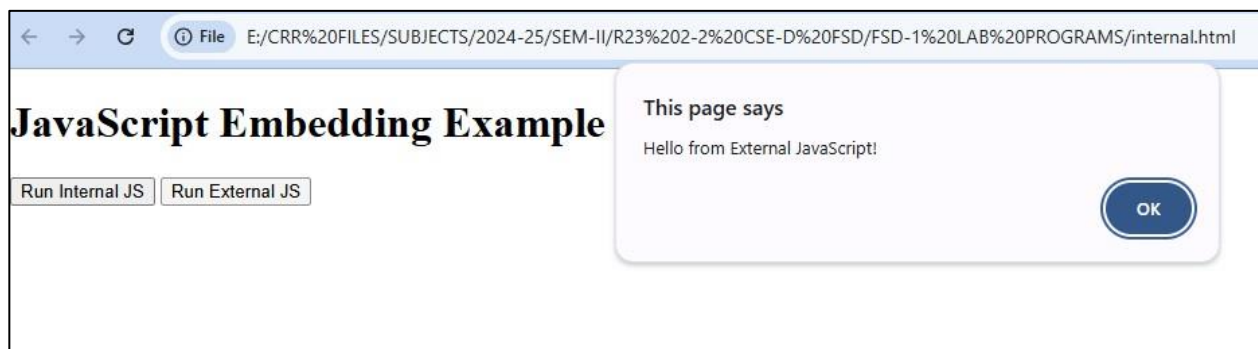 File E:/CRR%20FILES/SUBJECTS/2024-25/SEM-II/R23%202-2%20CSE-D%20FSD/FSD-1%20LAB%20PROGRAMS/internal.html
JavaScript Embedding Example
Run Internal JS Run External JS
This page says
Hello from External JavaScript!
OK